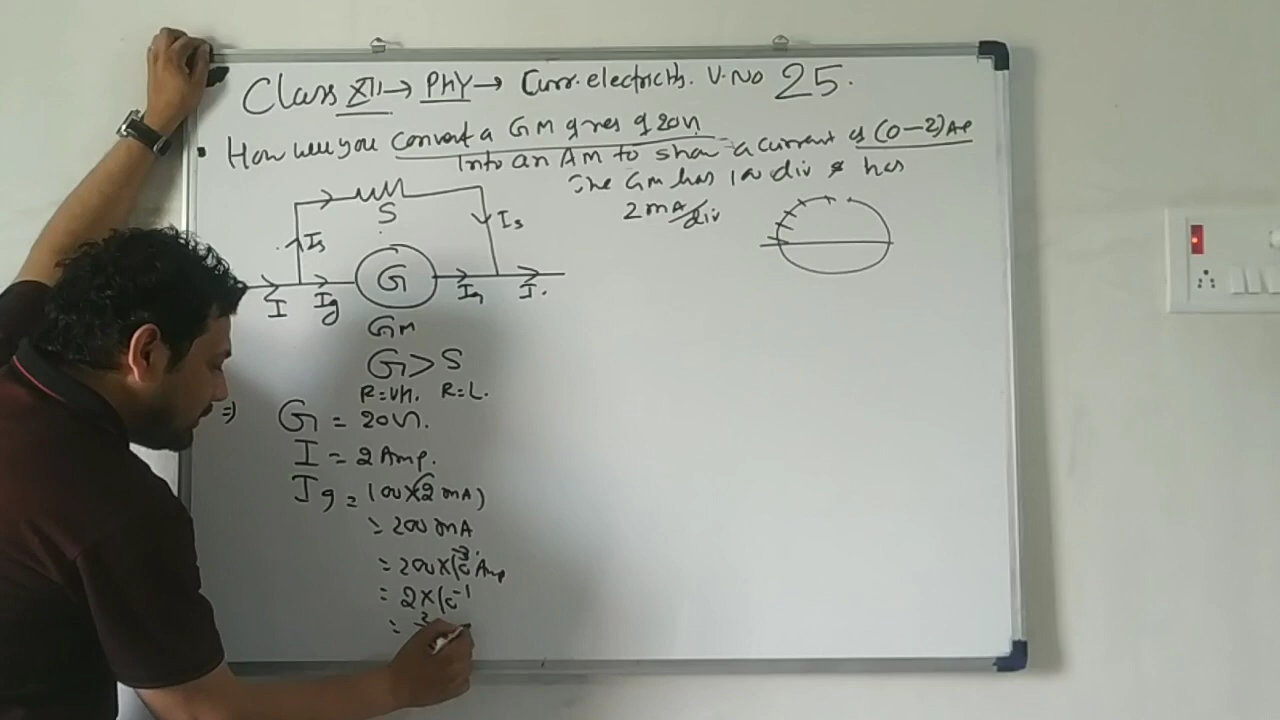 Class XII → PHY → Curr. electricity. V. No 25.
• How will you convert a GM of res of 20Ω
into an AM to show a current of (0-2) Ap
The GM has 100 div & has
2mA/div
S
Is
Is
G
I
Ig
Ig
I.
GM
G > S
R=VH. R=L.
⇒ G = 20Ω.
I = 2 Amp.
Ig = 100 × (2 mA)
= 200 mA
= 200 × 10⁻³ Amp
= 2 × 10⁻¹
= 2